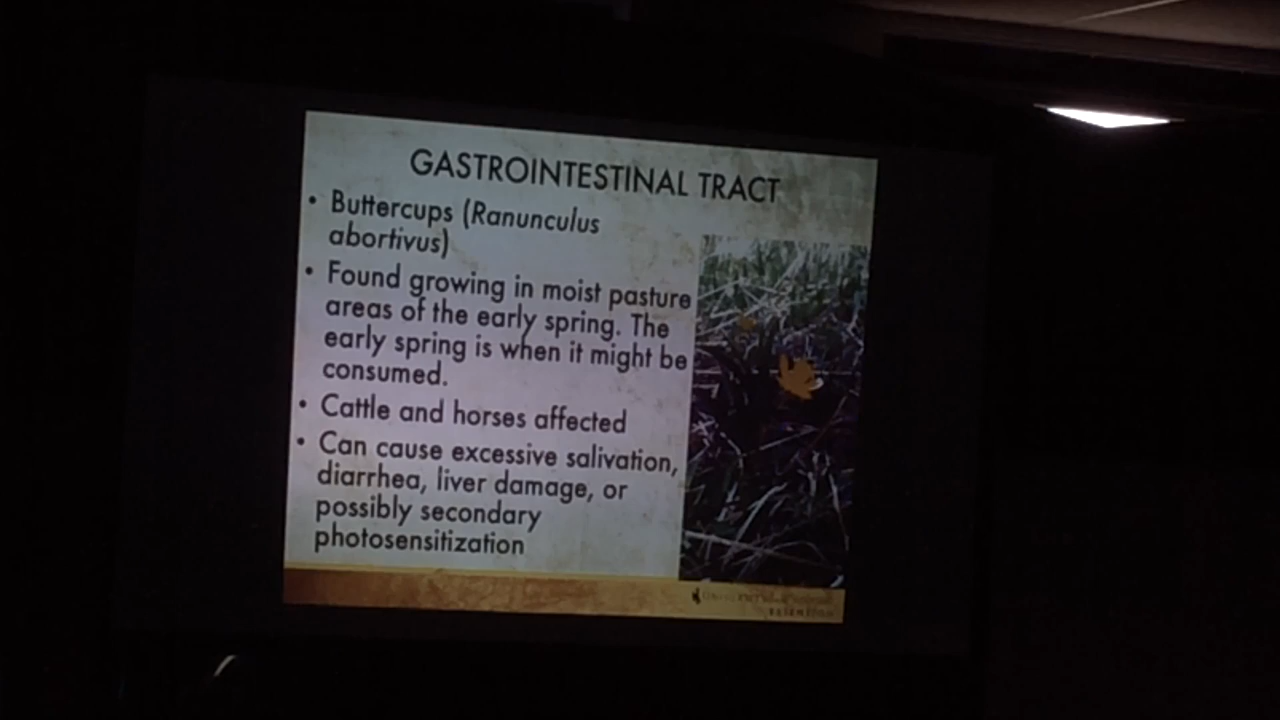 GASTROINTESTINAL TRACT
• Buttercups (Ranunculus
abortivus)
• Found growing in moist pasture
areas of the early spring. The
early spring is when it might be
consumed.
• Cattle and horses affected
• Can cause excessive salivation,
diarrhea, liver damage, or
possibly secondary
photosensitization